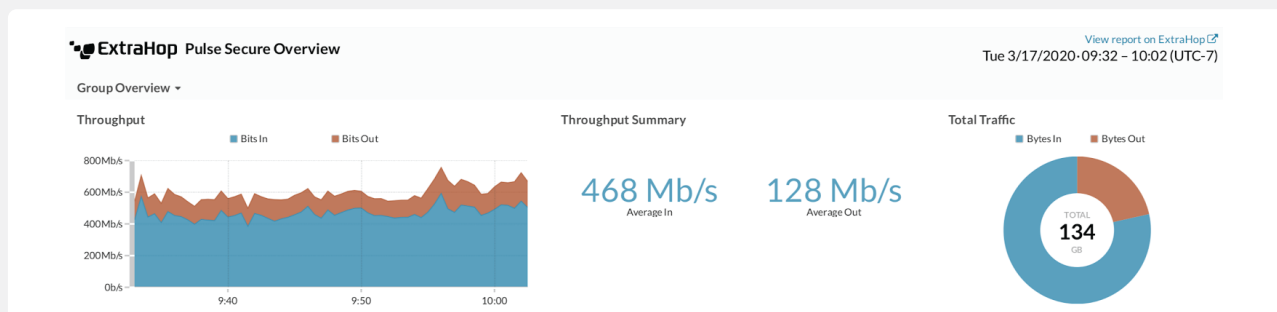 ExtraHop Pulse Secure Overview
View report on ExtraHop
Tue 3/17/2020·09:32 – 10:02 (UTC-7)
Group Overview
Throughput
Bits In Bits Out
800Mb/s
600Mb/s
400Mb/s
200Mb/s
0b/s
9:40 9:50 10:00
Throughput Summary
468 Mb/s
Average In
128 Mb/s
Average Out
Total Traffic
Bytes In Bytes Out
TOTAL
134
GB